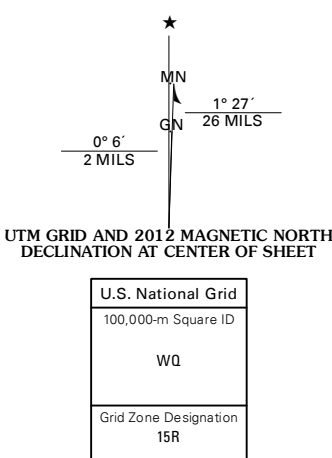 ★
MN
1° 27´
26 MILS
GN
0° 6´
2 MILS
UTM GRID AND 2012 MAGNETIC NORTH
DECLINATION AT CENTER OF SHEET
U.S. National Grid
100,000-m Square ID
WQ
Grid Zone Designation
15R